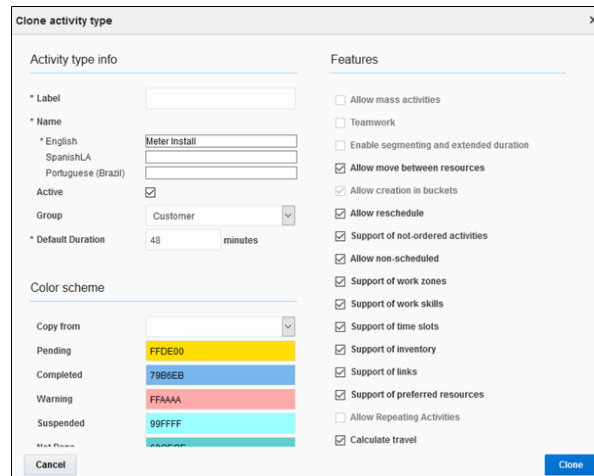 Clone activity type
Activity type info
* Label
* Name
* English Meter Install
SpanishLA
Portuguese (Brazil)
Active
Group Customer
* Default Duration 48 minutes
Color scheme
Copy from
Pending FFDE00
Completed 79B6EB
Warning FFAAAA
Suspended 99FFFF
Features
Allow mass activities
Teamwork
Enable segmenting and extended duration
Allow move between resources
Allow creation in buckets
Allow reschedule
Support of not-ordered activities
Allow non-scheduled
Support of work zones
Support of work skills
Support of time slots
Support of inventory
Support of links
Support of preferred resources
Allow Repeating Activities
Calculate travel
Cancel
Clone